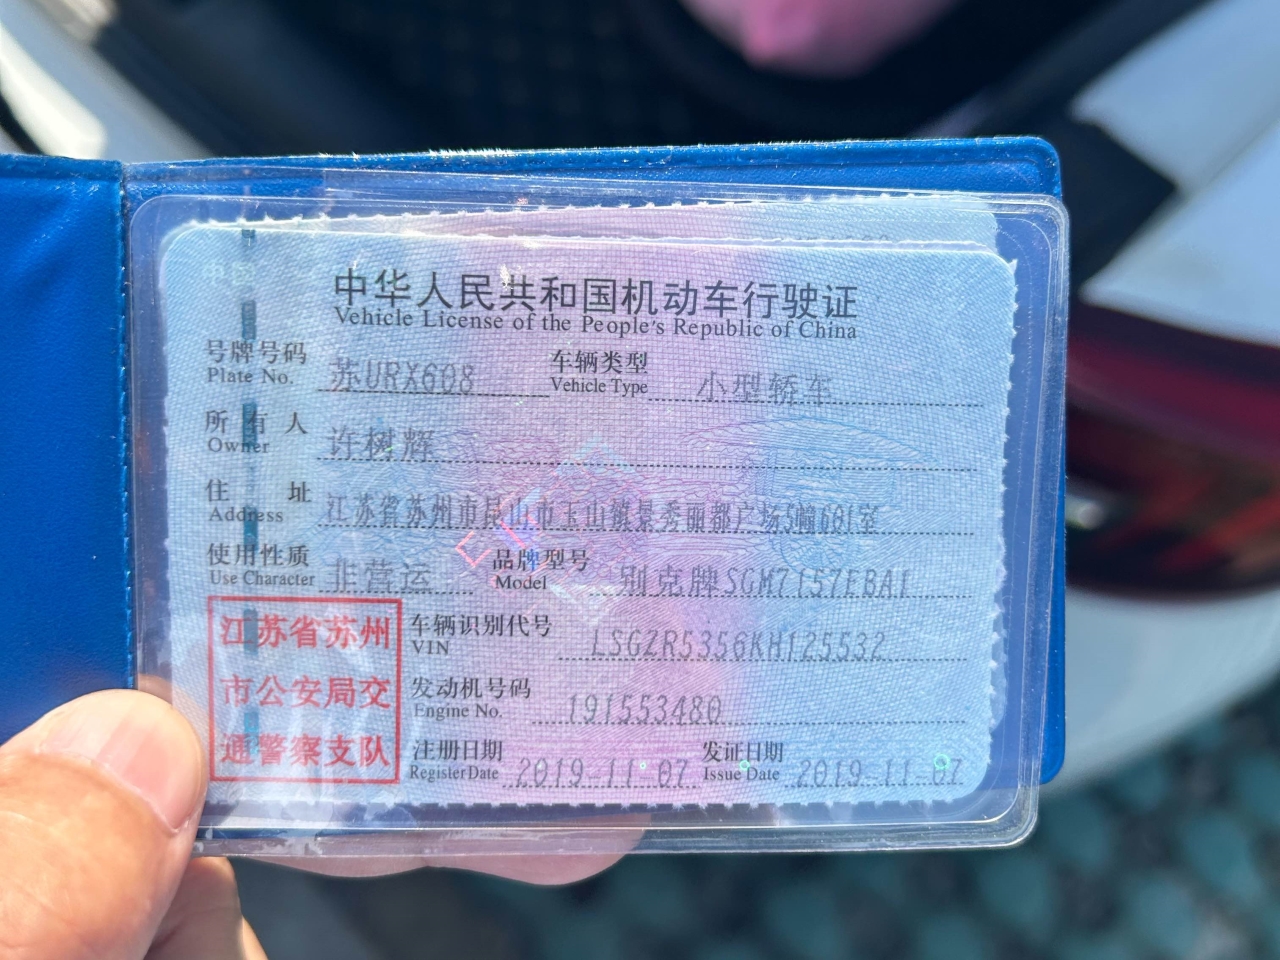 中华人民共和国机动车行驶证
Vehicle License of the People's Republic of China
号牌号码 苏URX608 车辆类型 小型轿车
Plate No. Vehicle Type
所有人 许树辉
Owner
住址 江苏省苏州市昆山市玉山镇景秀丽都广场5幢601室
Address
使用性质 非营运 品牌型号 别克牌SGM7157EBA1
Use Character Model
江苏省苏州
市公安局交
通警察支队
车辆识别代号 LSGZR5356KH125532
VIN
发动机号码 191553480
Engine No.
注册日期 2019-11-07 发证日期 2019-11-07
Register Date Issue Date